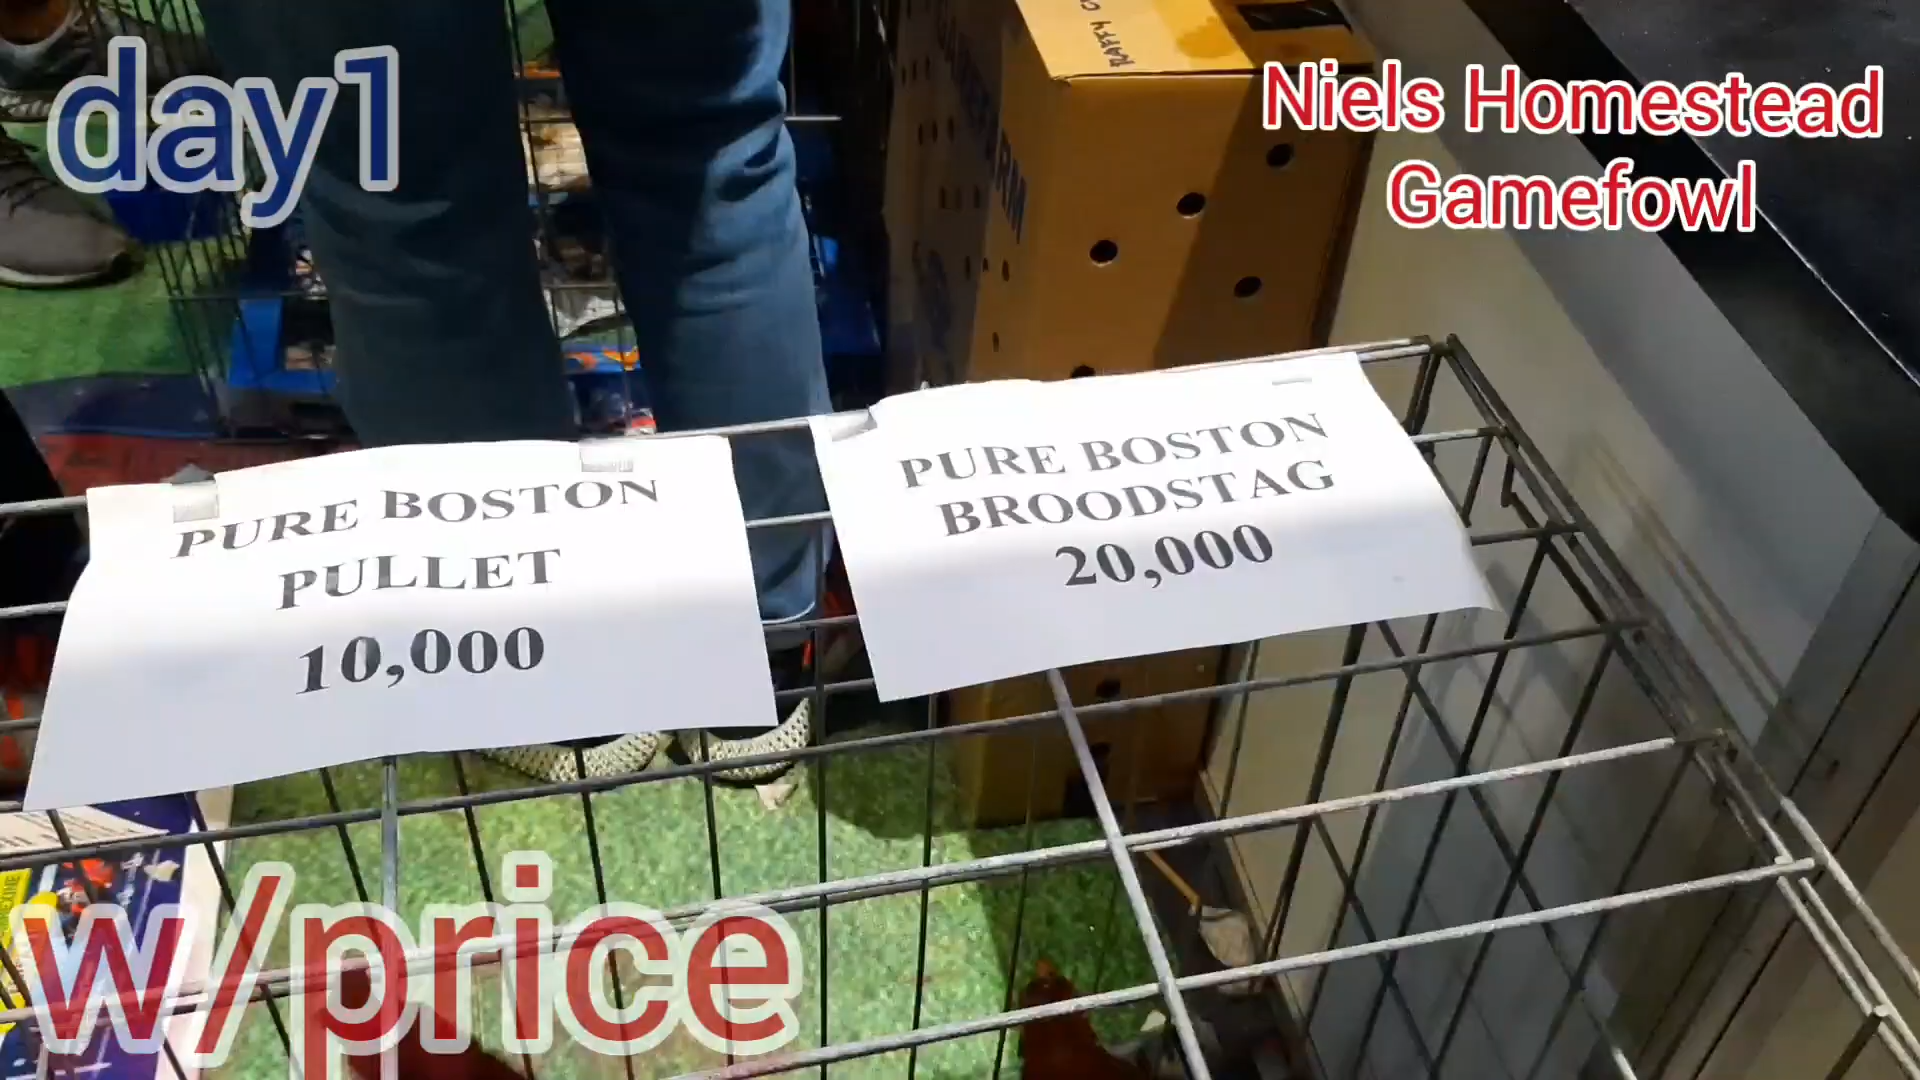 day1
Niels Homestead
Gamefowl
PURE BOSTON
PULLET
10,000
PURE BOSTON
BROODSTAG
20,000
w/price